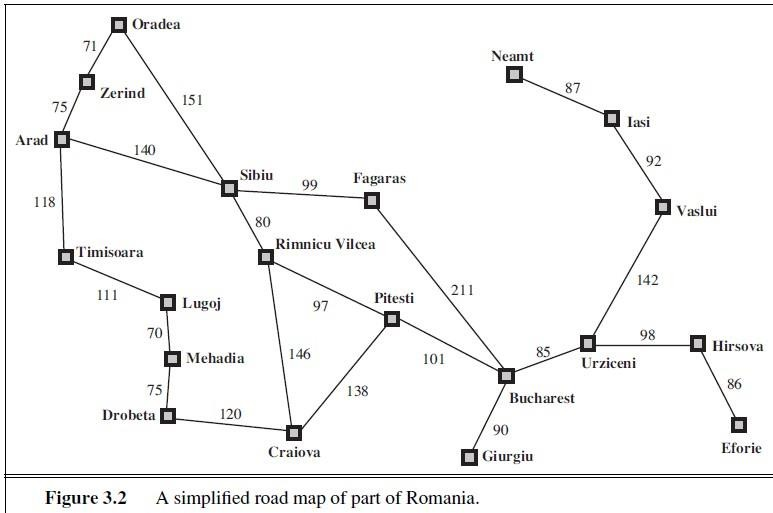 Oradea
71
Neamt
87
Zerind
151
75
Iasi
Arad
140
92
Sibiu
99
Fagaras
118
Vaslui
80
Timisoara
Rimnicu Vilcea
111
Lugoj
97
Pitesti
211
142
70
98
Hirsova
Mehadia
146
101
85
Urziceni
75
138
86
Bucharest
Drobeta
120
90
Craiova
Giurgiu
Eforie
Figure 3.2 A simplified road map of part of Romania.